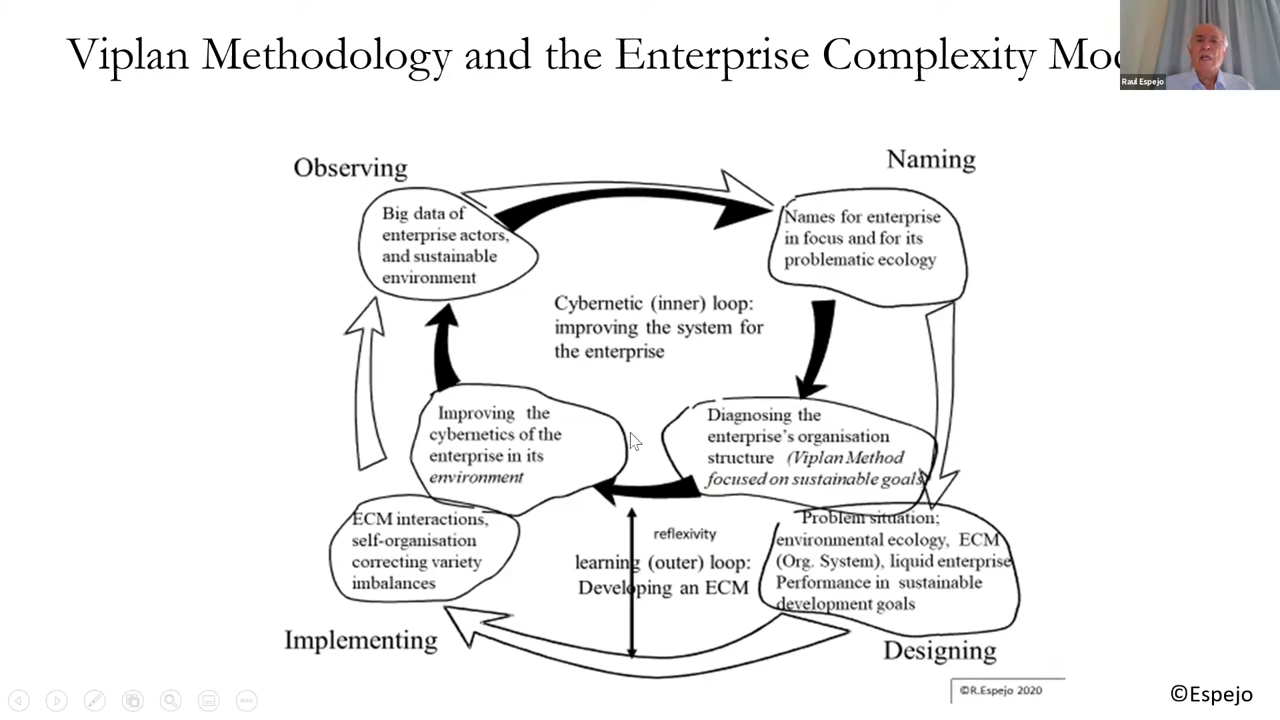 Viplan Methodology and the Enterprise Complexity Mod
Raul Espejo
Observing
Naming
Big data of
enterprise actors,
and sustainable
environment
Names for enterprise
in focus and for its
problematic ecology
Cybernetic (inner) loop:
improving the system for
the enterprise
Improving the
cybernetics of the
enterprise in its
environment
Diagnosing the
enterprise's organisation
structure (Viplan Method
focused on sustainable goals)
ECM interactions,
self-organisation
correcting variety
imbalances
reflexivity
learning (outer) loop:
Developing an ECM
Problem situation;
environmental ecology, ECM
(Org. System), liquid enterprise
Performance in sustainable
development goals
Implementing
Designing
©R.Espejo 2020
©Espejo